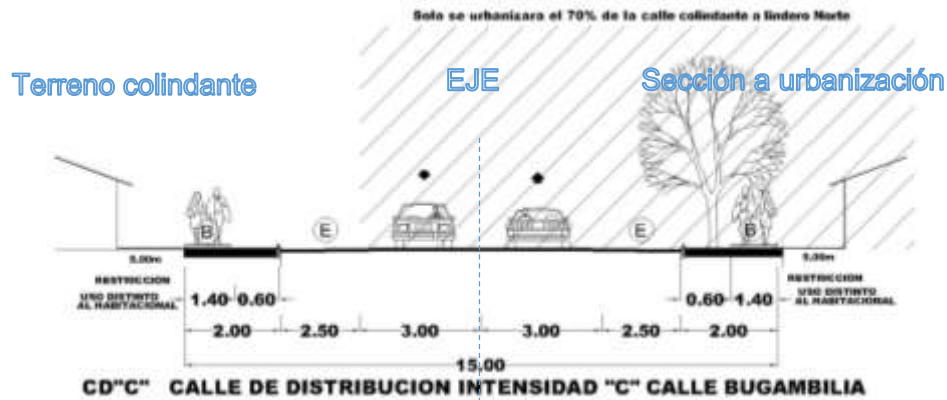 Solo se urbanizara el 70% de la calle colindante a lindero Norte
Terreno colindante EJE Sección a urbanización
B E E B
5.00m 5.30m
RESTRICCION RESTRICCION
USO DISTINTO AL HABITACIONAL 1.40 0.60 0.60 1.40 USO DISTINTO AL HABITACIONAL
2.00 2.50 3.00 3.00 2.50 2.00
15.00
CD"C" CALLE DE DISTRIBUCION INTENSIDAD "C" CALLE BUGAMBILIA